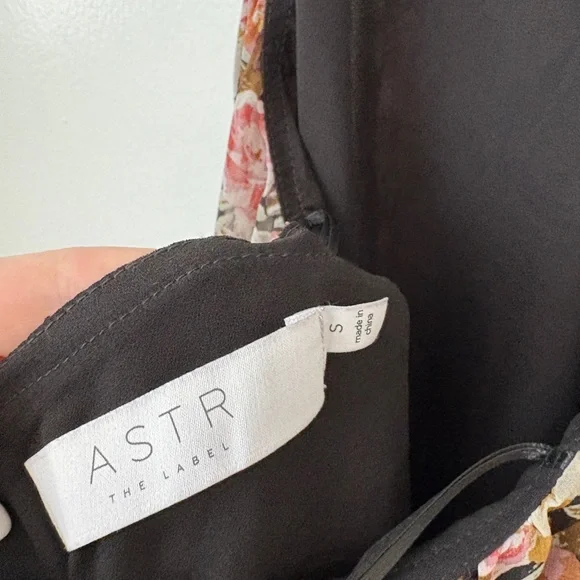 ASTR
THE LABEL
S
made in
china